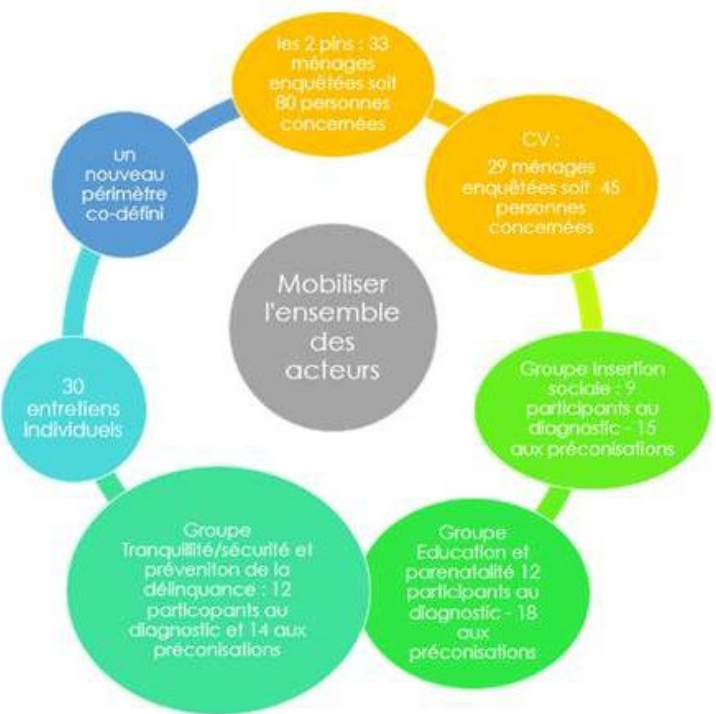 les 2 pins : 33
ménages
enquêtées soit
80 personnes
concernées
CV :
29 ménages
enquêtées soit 45
personnes
concernées
Groupe Insertion
sociale : 9
participants au
diagnostic - 15
aux préconisations
Groupe
Education et
parenatalité 12
participants au
diagnostic - 18
aux
préconisations
Groupe
Tranquillité/sécurité et
préveniton de la
délinquance : 12
particopants au
diagnostic et 14 aux
préconisations
30
entretiens
individuels
un
nouveau
périmètre
co-défini
Mobiliser
l'ensemble
des
acteurs